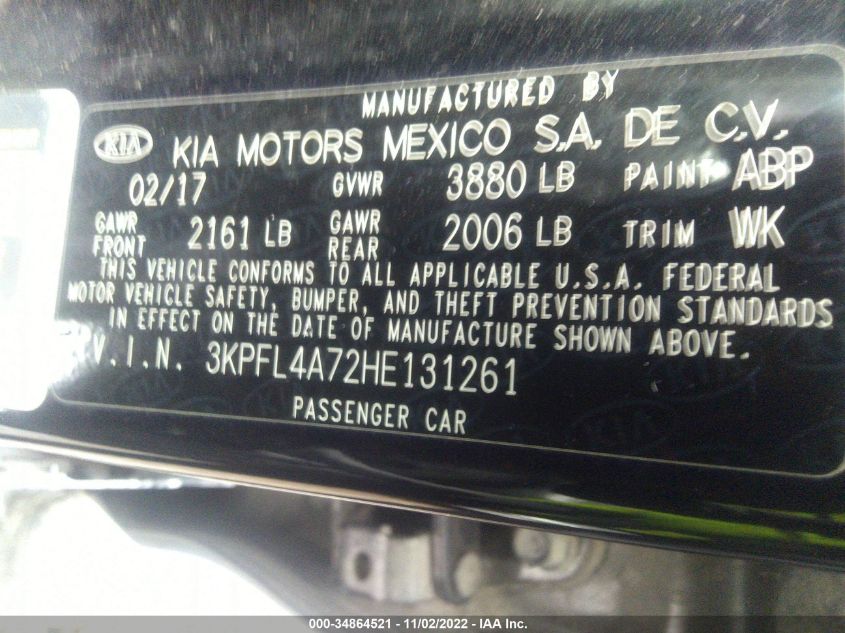 MANUFACTURED BY
KIA KIA MOTORS MEXICO S.A. DE C.V.
02/17 GVWR 3880 LB PAINT ABP
GAWR FRONT 2161 LB GAWR REAR 2006 LB TRIM WK
THIS VEHICLE CONFORMS TO ALL APPLICABLE U.S.A. FEDERAL
MOTOR VEHICLE SAFETY, BUMPER, AND THEFT PREVENTION STANDARDS
IN EFFECT ON THE DATE OF MANUFACTURE SHOWN ABOVE.
V.I.N. 3KPFL4A72HE131261
PASSENGER CAR
000-34864521 - 11/02/2022 - IAA Inc.